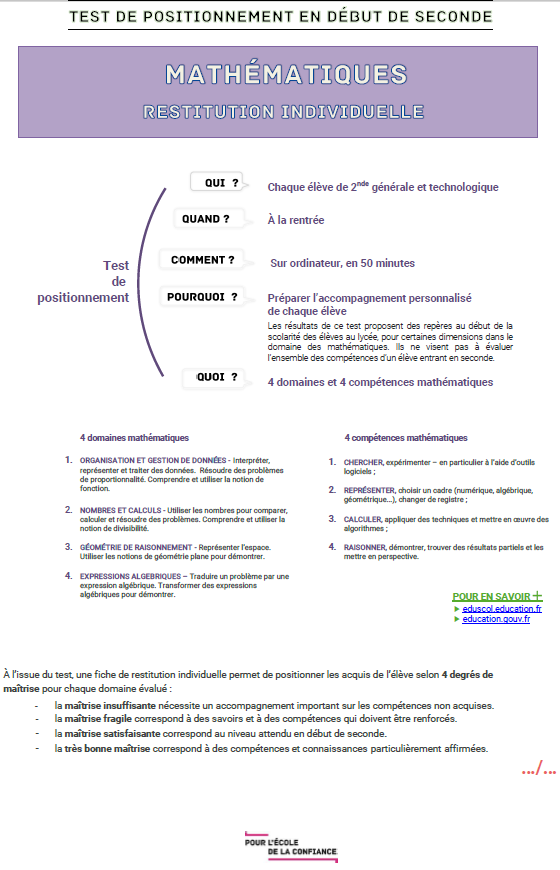 TEST DE POSITIONNEMENT EN DÉBUT DE SECONDE
MATHÉMATIQUES
RESTITUTION INDIVIDUELLE
Test
de
positionnement
QUI ?
Chaque élève de 2nde générale et technologique
QUAND ?
À la rentrée
COMMENT ?
Sur ordinateur, en 50 minutes
POURQUOI ?
Préparer l'accompagnement personnalisé
de chaque élève
Les résultats de ce test proposent des repères au début de la
scolarité des élèves au lycée, pour certaines dimensions dans le
domaine des mathématiques. Ils ne visent pas à évaluer
l'ensemble des compétences d'un élève entrant en seconde.
QUOI ?
4 domaines et 4 compétences mathématiques
4 domaines mathématiques
1. ORGANISATION ET GESTION DE DONNÉES - Interpréter,
représenter et traiter des données. Résoudre des problèmes
de proportionnalité. Comprendre et utiliser la notion de
fonction.
2. NOMBRES ET CALCULS - Utiliser les nombres pour comparer,
calculer et résoudre des problèmes. Comprendre et utiliser la
notion de divisibilité.
3. GÉOMÉTRIE DE RAISONNEMENT - Représenter l'espace.
Utiliser les notions de géométrie plane pour démontrer.
4. EXPRESSIONS ALGEBRIQUES – Traduire un problème par une
expression algébrique. Transformer des expressions
algébriques pour démontrer.
4 compétences mathématiques
1. CHERCHER, expérimenter – en particulier à l'aide d'outils
logiciels ;
2. REPRÉSENTER, choisir un cadre (numérique, algébrique,
géométrique...), changer de registre ;
3. CALCULER, appliquer des techniques et mettre en œuvre des
algorithmes ;
4. RAISONNER, démontrer, trouver des résultats partiels et les
mettre en perspective.
POUR EN SAVOIR +
eduscol.education.fr
education.gouv.fr
À l'issue du test, une fiche de restitution individuelle permet de positionner les acquis de l'élève selon 4 degrés de
maîtrise pour chaque domaine évalué :
- la maîtrise insuffisante nécessite un accompagnement important sur les compétences non acquises.
- la maîtrise fragile correspond à des savoirs et à des compétences qui doivent être renforcés.
- la maîtrise satisfaisante correspond au niveau attendu en début de seconde.
- la très bonne maîtrise correspond à des compétences et connaissances particulièrement affirmées.
.../...
POUR L'ÉCOLE
DE LA CONFIANCE